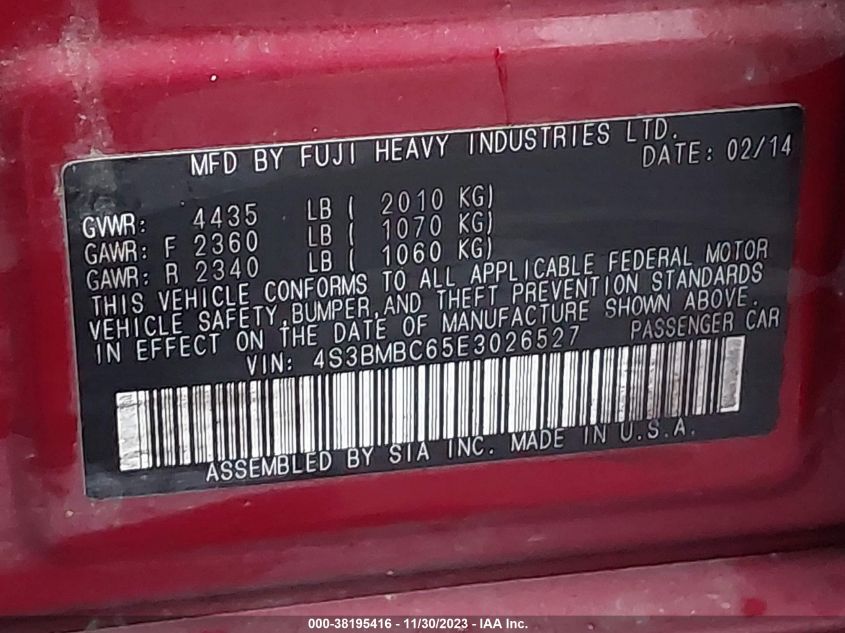 MFD BY FUJI HEAVY INDUSTRIES LTD.
DATE: 02/14
GVWR: 4435 LB ( 2010 KG)
GAWR: F 2360 LB ( 1070 KG)
GAWR: R 2340 LB ( 1060 KG)
THIS VEHICLE CONFORMS TO ALL APPLICABLE FEDERAL MOTOR
VEHICLE SAFETY, BUMPER, AND THEFT PREVENTION STANDARDS
IN EFFECT ON THE DATE OF MANUFACTURE SHOWN ABOVE.
VIN: 4S3BMBC65E3026527 PASSENGER CAR
ASSEMBLED BY SIA INC. MADE IN U.S.A.
000-38195416 - 11/30/2023 - IAA Inc.